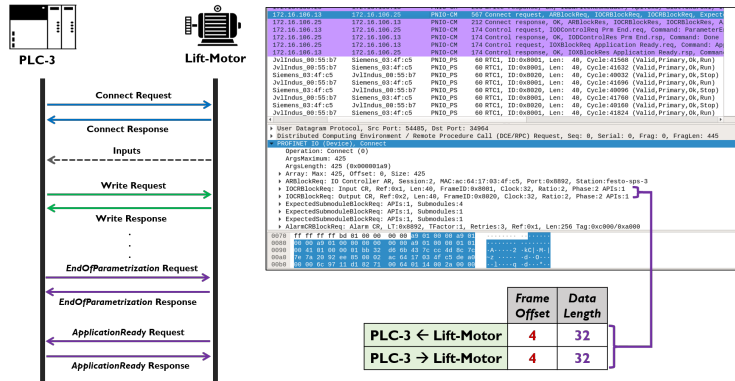 PLC-3
Lift-Motor
Connect Request
Connect Response
Inputs
Write Request
Write Response
.
.
.
EndOfParametrization Request
EndOfParametrization Response
ApplicationReady Request
ApplicationReady Response
172.16.106.13 172.16.106.25 PNIO-CM 567 Connect request, ARBlockReq, IOCRBlockReq, IOCRBlockReq, Expect
172.16.106.25 172.16.106.13 PNIO-CM 212 Connect response, OK, ARBlockRes, IOCRBlockRes, IOCRBlockRes, A
172.16.106.13 172.16.106.25 PNIO-CM 174 Control request, IODControlReq Prm End.req, Command: ParameterE
172.16.106.25 172.16.106.13 PNIO-CM 174 Control response, OK, IODControlRes Prm End.rsp, Command: Done
172.16.106.25 172.16.106.13 PNIO-CM 174 Control request, IOXBlockReq Application Ready.req, Command: Ap
172.16.106.13 172.16.106.25 PNIO-CM 174 Control response, OK, IOXBlockRes Application Ready.rsp, Comman
JvlIndus_00:55:b7 Siemens_03:4f:c5 PNIO_PS 60 RTC1, ID:0x8001, Len: 40, Cycle:41568 (Valid,Primary,Ok,Run)
JvlIndus_00:55:b7 Siemens_03:4f:c5 PNIO_PS 60 RTC1, ID:0x8001, Len: 40, Cycle:41632 (Valid,Primary,Ok,Run)
Siemens_03:4f:c5 JvlIndus_00:55:b7 PNIO_PS 60 RTC1, ID:0x8020, Len: 40, Cycle:40032 (Valid,Primary,Ok,Stop)
JvlIndus_00:55:b7 Siemens_03:4f:c5 PNIO_PS 60 RTC1, ID:0x8001, Len: 40, Cycle:41696 (Valid,Primary,Ok,Run)
Siemens_03:4f:c5 JvlIndus_00:55:b7 PNIO_PS 60 RTC1, ID:0x8020, Len: 40, Cycle:40096 (Valid,Primary,Ok,Stop)
JvlIndus_00:55:b7 Siemens_03:4f:c5 PNIO_PS 60 RTC1, ID:0x8001, Len: 40, Cycle:41760 (Valid,Primary,Ok,Run)
Siemens_03:4f:c5 JvlIndus_00:55:b7 PNIO_PS 60 RTC1, ID:0x8020, Len: 40, Cycle:40160 (Valid,Primary,Ok,Stop)
JvlIndus_00:55:b7 Siemens_03:4f:c5 PNIO_PS 60 RTC1, ID:0x8001, Len: 40, Cycle:41824 (Valid,Primary,Ok,Run)
User Datagram Protocol, Src Port: 54485, Dst Port: 34964
Distributed Computing Environment / Remote Procedure Call (DCE/RPC) Request, Seq: 0, Serial: 0, Frag: 0, FragLen: 445
PROFINET IO (Device), Connect
Operation: Connect (0)
ArgsMaximum: 425
ArgsLength: 425 (0x000001a9)
Array: Max: 425, Offset: 0, Size: 425
ARBlockReq: IO Controller AR, Session:2, MAC:ac:64:17:03:4f:c5, Port:0x8892, Station:festo-sps-3
IOCRBlockReq: Input CR, Ref:0x1, Len:40, FrameID:0x8001, Clock:32, Ratio:2, Phase:2 APIs:1
IOCRBlockReq: Output CR, Ref:0x2, Len:40, FrameID:0x8020, Clock:32, Ratio:2, Phase:2 APIs:1
ExpectedSubmoduleBlockReq: APIs:1, Submodules:4
ExpectedSubmoduleBlockReq: APIs:1, Submodules:1
ExpectedSubmoduleBlockReq: APIs:1, Submodules:1
AlarmCRBlockReq: Alarm CR, LT:0x8892, TFactor:1, Retries:3, Ref:0x1, Len:256 Tag:0xc000/0xa000
Frame Offset Data Length
PLC-3 ← Lift-Motor 4 32
PLC-3 → Lift-Motor 4 32